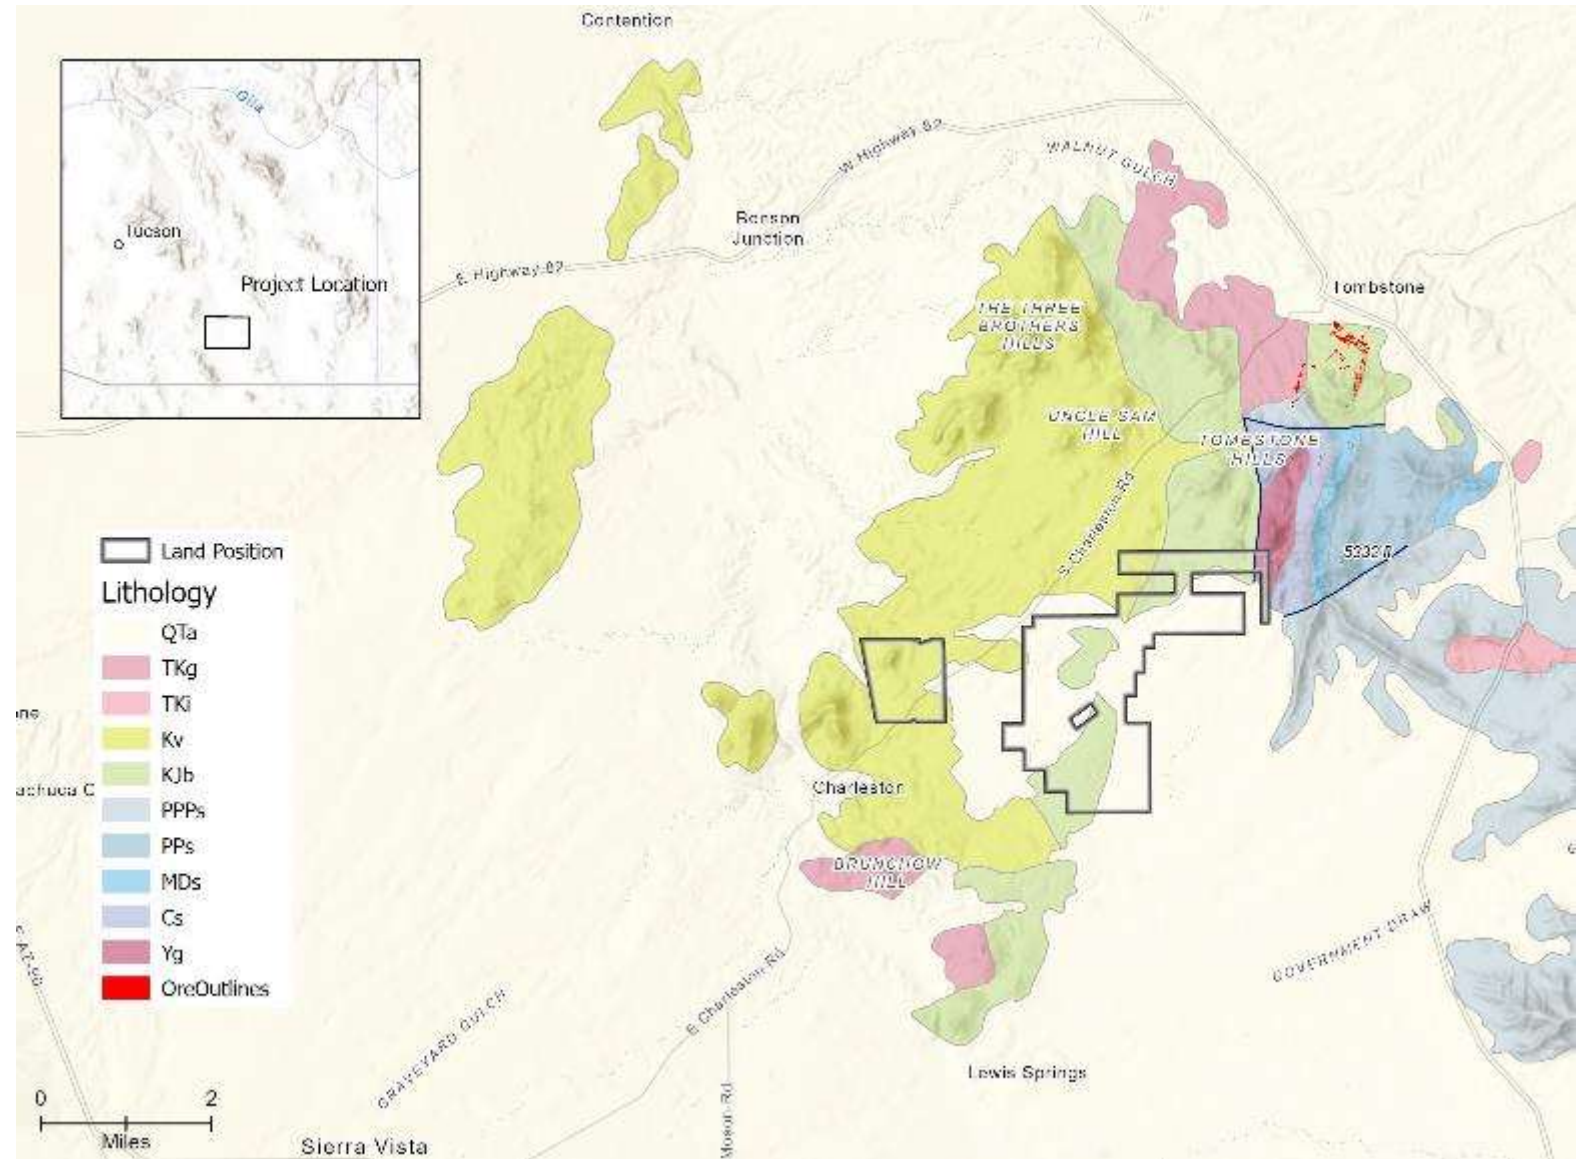 Contention
Gila
Tucson
Project Location
W Highway 82
WALNUT GULCH
Benson
Junction
E Highway 82
Tombstone
THE THREE
BROTHERS
HILLS
UNCLE SAM
HILL
TOMBSTONE
HILLS
S Charleston Rd
5332 ft
Land Position
Lithology
QTa
TKg
TKi
Kv
KJb
PPPs
PPs
MDs
Cs
Yg
OreOutlines
achuca C
Charleston
BRUNCHOW
HILL
GOVERNMENT DRAW
E Charleston Rd
GRAVEYARD GULCH
Lewis Springs
Moson Rd
0 2
Miles
Sierra Vista